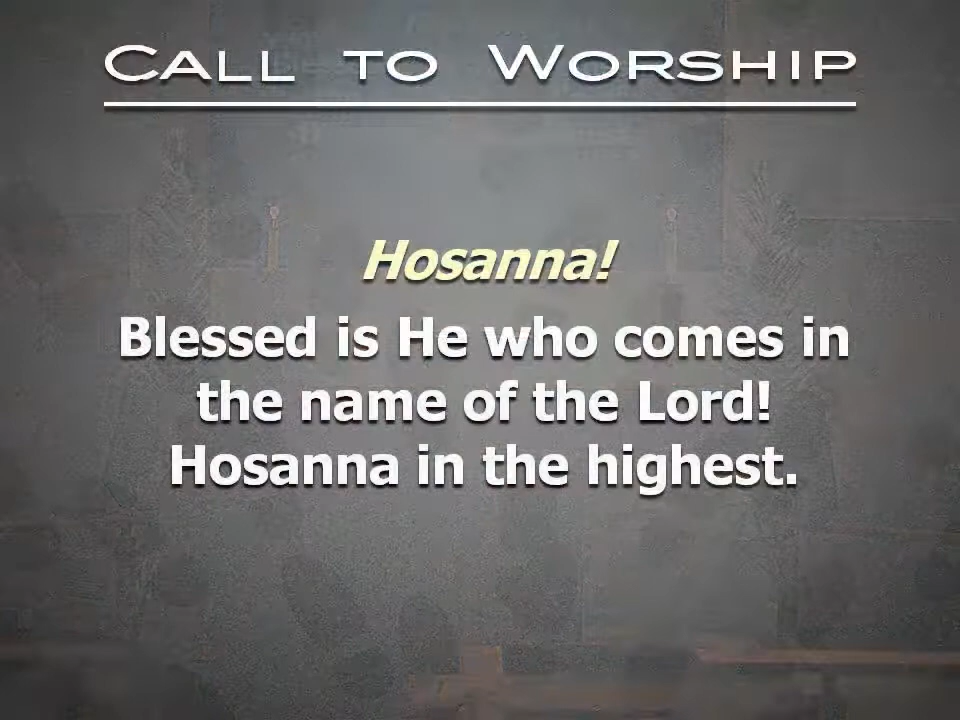 Call to Worship
Hosanna!
Blessed is He who comes in
the name of the Lord!
Hosanna in the highest.